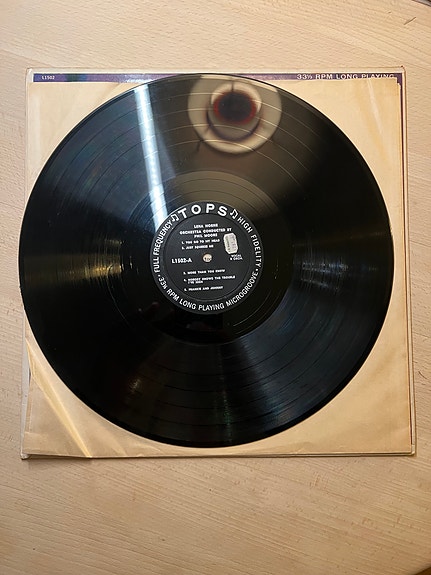 L1502
33⅓ RPM LONG PLAYING
FULL FREQUENCY ♫ TOPS ♫ HIGH FIDELITY
LENA HORNE
ORCHESTRA CONDUCTED BY
PHIL MOORE
1. YOU GO TO MY HEAD
2. JUST SQUEEZE ME
L1502-A
VOCAL
3. MORE THAN YOU KNOW
4. NOBODY KNOWS THE TROUBLE
I'VE SEEN
5. FRANKIE AND JOHNNY
• 33⅓ RPM LONG PLAYING MICROGROOVE •